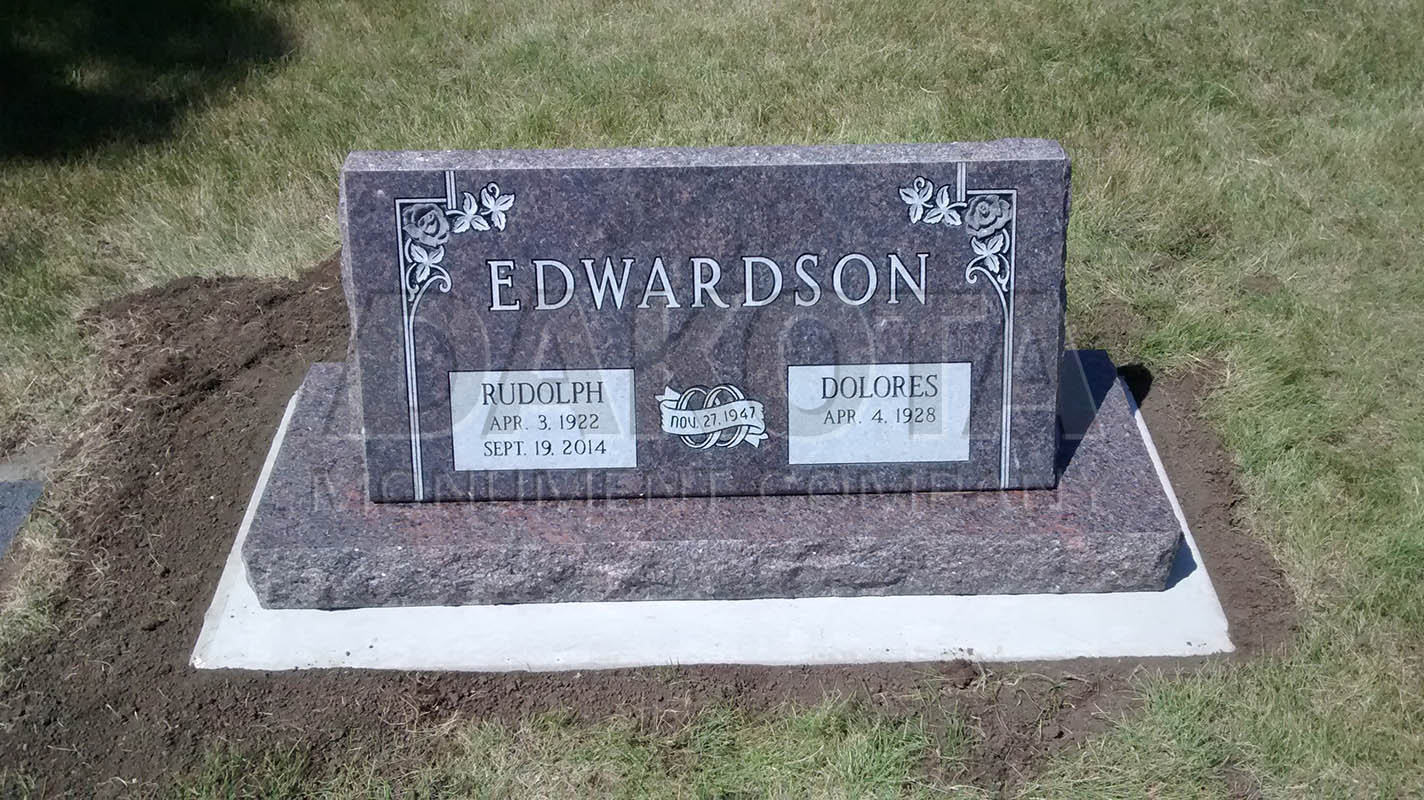 EDWARDSON
RUDOLPH
APR. 3, 1922
SEPT. 19, 2014
NOV. 27, 1947
DOLORES
APR. 4, 1928
DAKOTA
MONUMENT COMPANY